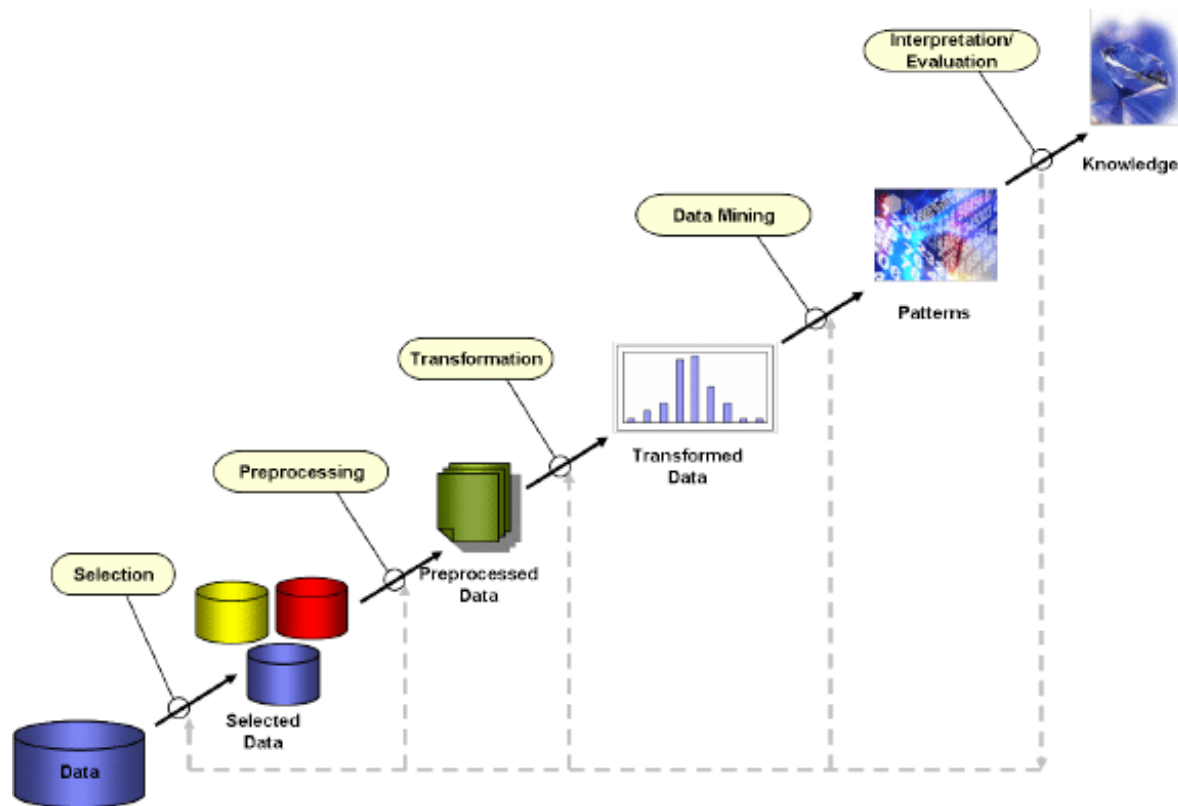 Interpretation/
Evaluation
Knowledge
Data Mining
Patterns
Transformation
Transformed
Data
Preprocessing
Preprocessed
Data
Selection
Selected
Data
Data